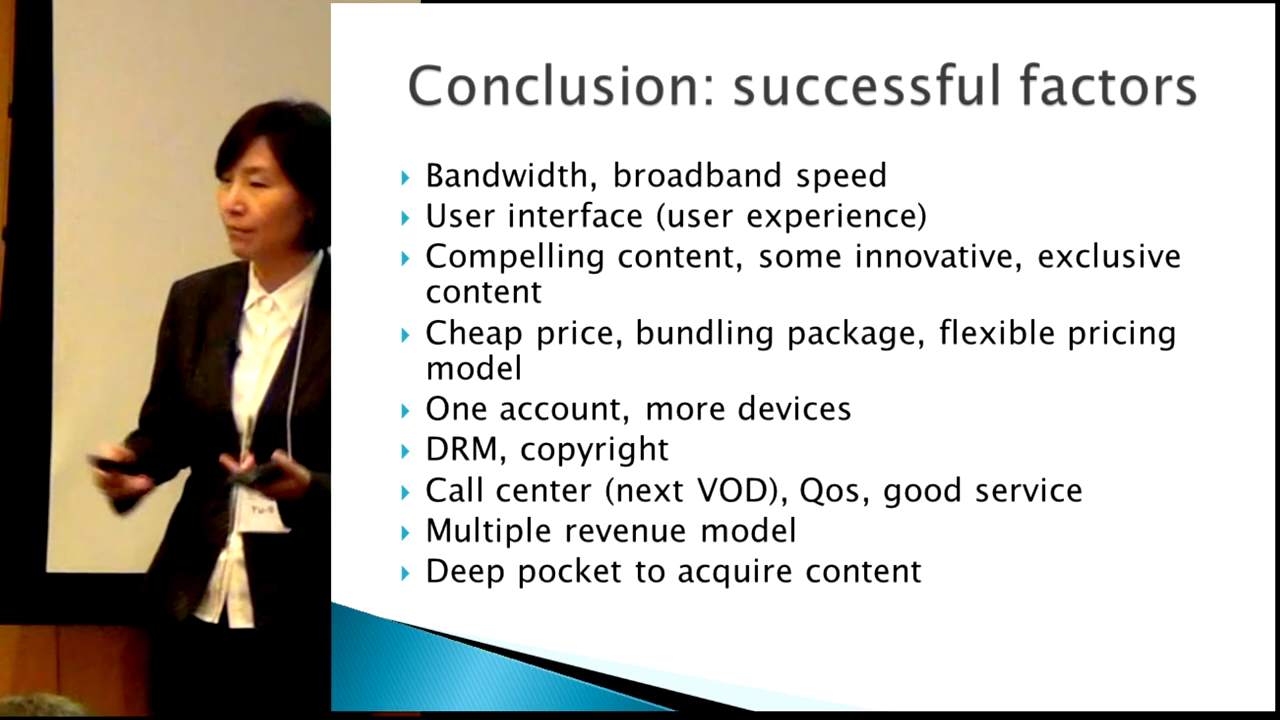 Conclusion: successful factors
Bandwidth, broadband speed
User interface (user experience)
Compelling content, some innovative, exclusive
content
Cheap price, bundling package, flexible pricing
model
One account, more devices
DRM, copyright
Call center (next VOD), Qos, good service
Multiple revenue model
Deep pocket to acquire content